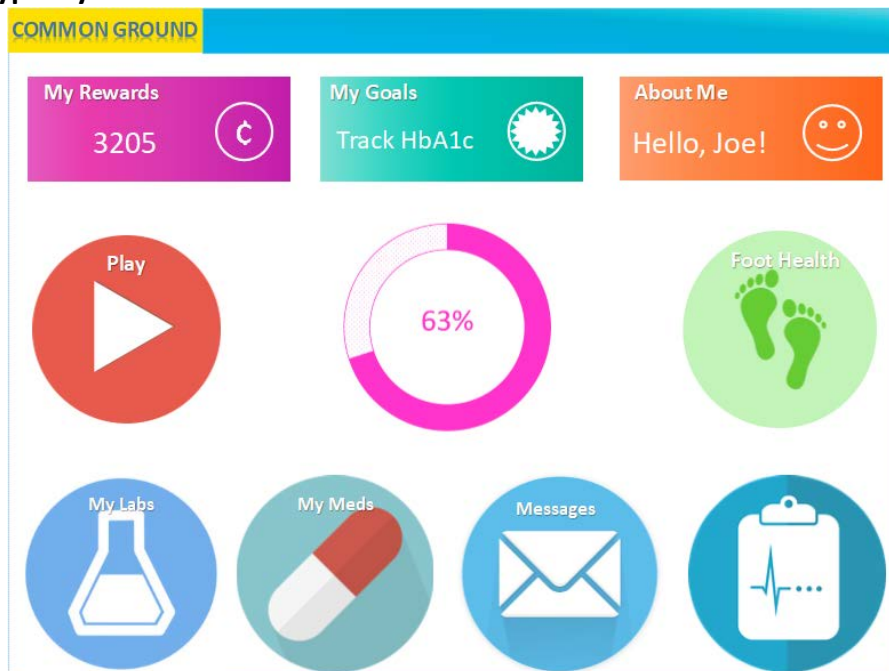 COMMON GROUND
My Rewards
3205
¢
My Goals
Track HbA1c
About Me
Hello, Joe!
Play
63%
Foot Health
My Labs
My Meds
Messages